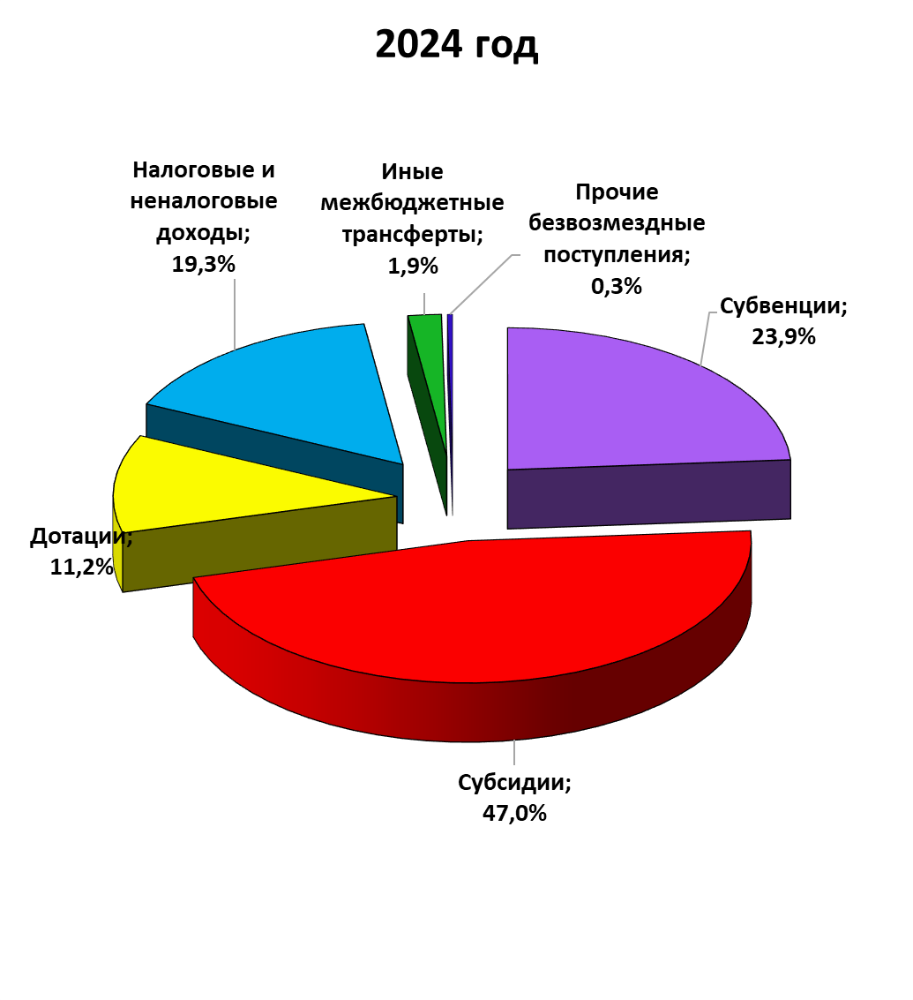 2024 год
Налоговые и
неналоговые
доходы;
19,3%
Иные
межбюджетные
трансферты;
1,9%
Прочие
безвозмездные
поступления;
0,3%
Субвенции;
23,9%
Дотации;
11,2%
Субсидии;
47,0%